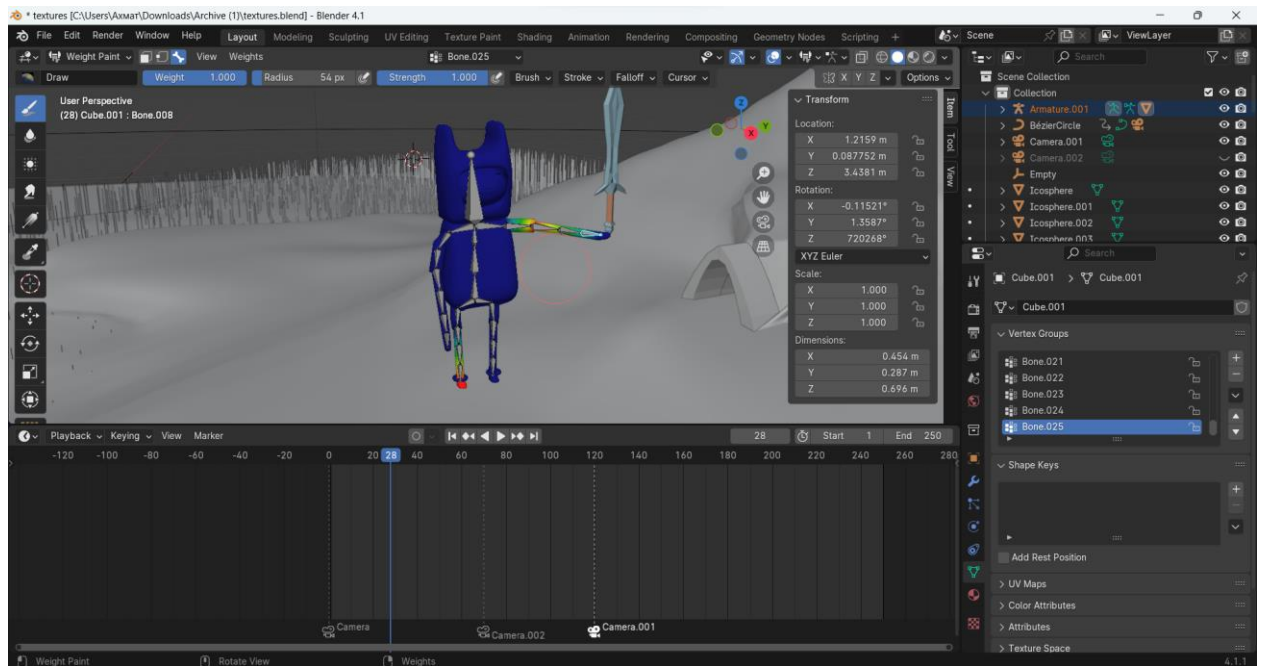 * textures [C:\Users\Ахмат\Downloads\Archive (1)\textures.blend] - Blender 4.1
File Edit Render Window Help Layout Modeling Sculpting UV Editing Texture Paint Shading Animation Rendering Compositing Geometry Nodes Scripting + Scene ViewLayer
Weight Paint View Weights Bone.025
Draw Weight 1.000 Radius 54 px Strength 1.000 Brush Stroke Falloff Cursor X Y Z Options
User Perspective
(28) Cube.001 : Bone.008
Z
X
Y
Item
Tool
View
Transform
Location:
X 1.2159 m
Y 0.087752 m
Z 3.4381 m
Rotation:
X -0.11521°
Y 1.3587°
Z 720268°
XYZ Euler
Scale:
X 1.000
Y 1.000
Z 1.000
Dimensions:
X 0.454 m
Y 0.287 m
Z 0.696 m
Search
Scene Collection
Collection
Armature.001
BézierCircle
Camera.001
Camera.002
Empty
Icosphere
Icosphere.001
Icosphere.002
Icosphere.003
Search
Cube.001 > Cube.001
Cube.001
Vertex Groups
Bone.021
Bone.022
Bone.023
Bone.024
Bone.025
Shape Keys
Add Rest Position
UV Maps
Color Attributes
Attributes
Texture Space
Playback Keying View Marker 28 Start 1 End 250
-120 -100 -80 -60 -40 -20 0 20 28 40 60 80 100 120 140 160 180 200 220 240 260 280
Camera Camera.002 Camera.001
Weight Paint Rotate View Weights 4.1.1